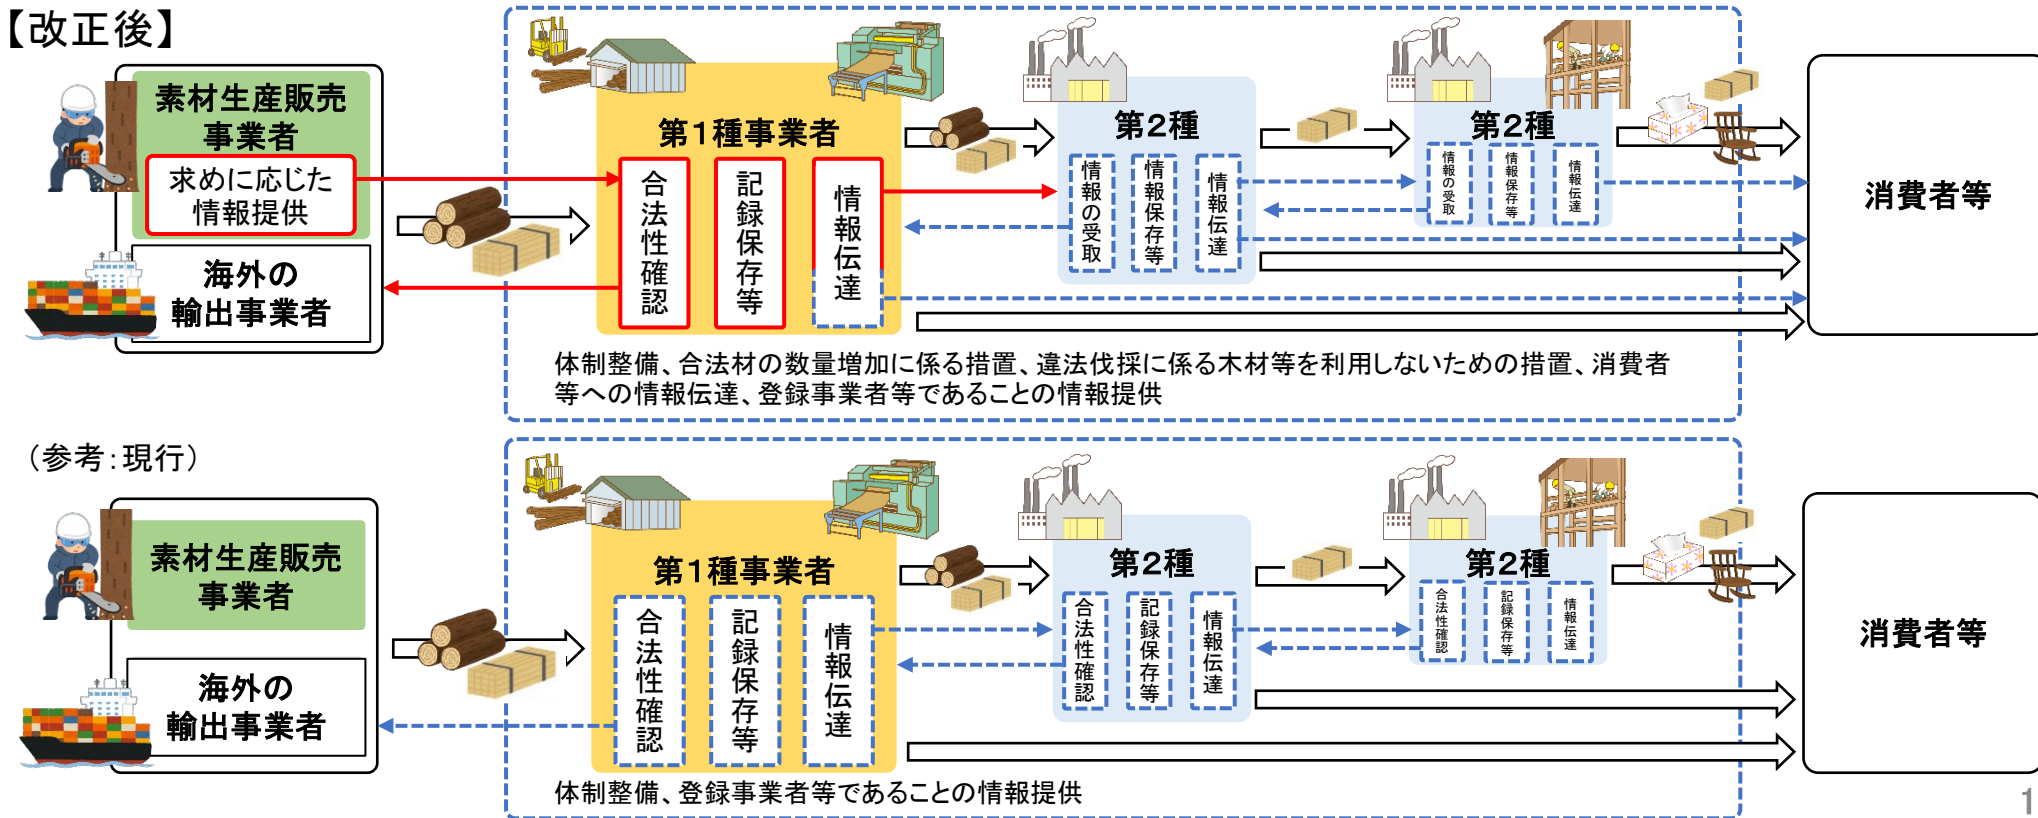 【改正後】
素材生産販売
事業者
求めに応じた
情報提供
海外の
輸出事業者
第1種事業者
合法性確認
記録保存等
情報伝達
第2種
情報の受取
情報保存等
情報伝達
第2種
情報の受取
情報保存等
情報伝達
消費者等
体制整備、合法材の数量増加に係る措置、違法伐採に係る木材等を利用しないための措置、消費者
等への情報伝達、登録事業者等であることの情報提供
（参考：現行）
素材生産販売
事業者
海外の
輸出事業者
第1種事業者
合法性確認
記録保存等
情報伝達
第2種
合法性確認
記録保存等
情報伝達
第2種
合法性確認
記録保存等
情報伝達
消費者等
体制整備、登録事業者等であることの情報提供
1